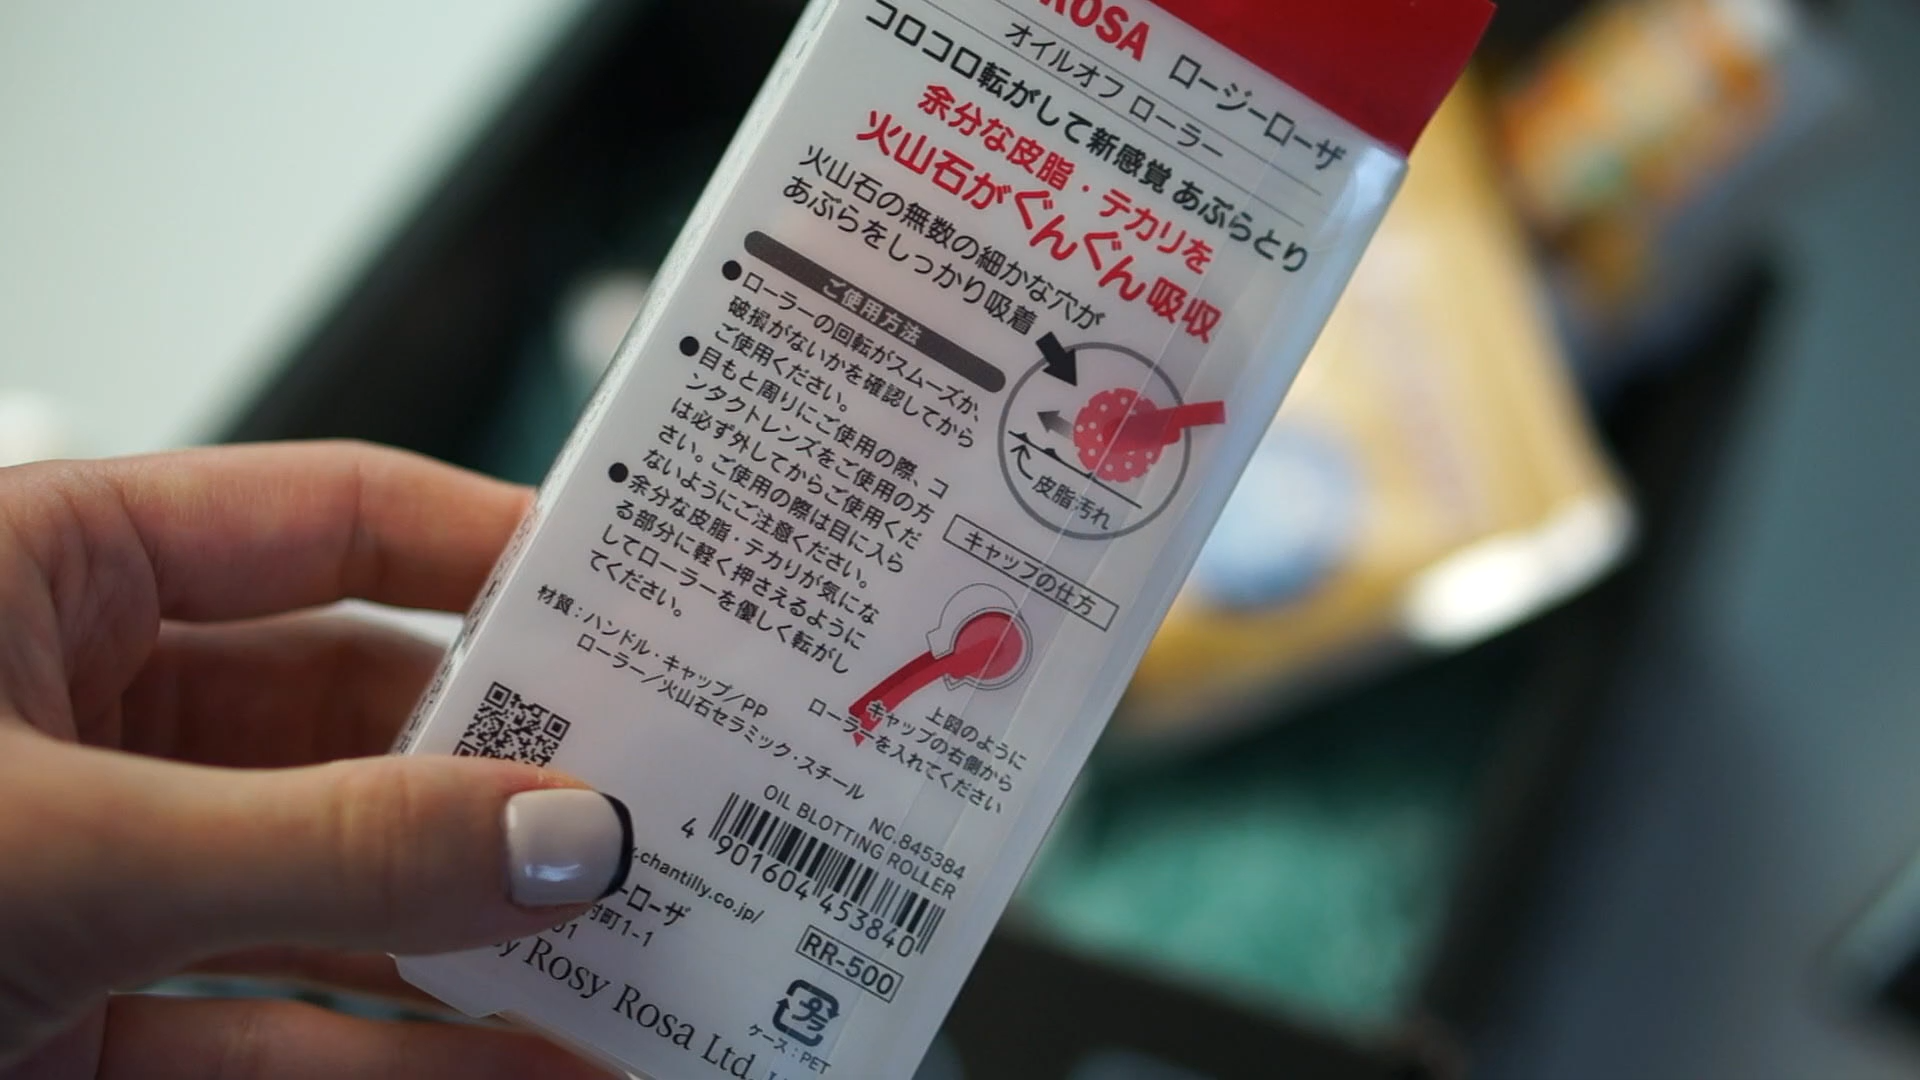 ROSA ロージーローザ
オイルオフ ローラー
コロコロ転がして新感覚 あぶらとり
余分な皮脂・テカリを
火山石がぐんぐん吸収
火山石の無数の細かな穴が
あぶらをしっかり吸着
皮脂汚れ
ご使用方法
●ローラーの回転がスムーズか、
破損がないかを確認してから
ご使用ください。
●目もと周りにご使用の際、コ
ンタクトレンズをご使用の方
は必ず外してからご使用くだ
さい。ご使用の際は目に入ら
ないようにご注意ください。
●余分な皮脂・テカリが気にな
る部分に軽く押さえるように
してローラーを優しく転がし
てください。
キャップの仕方
上図のように
キャップの右側から
ローラーを入れてください
材質：ハンドル・キャップ/PP
ローラー/火山石セラミック・スチール
NO.845384
OIL BLOTTING ROLLER
4 901604 453840
.chantilly.co.jp/
ーローザ
町1-1
01
RR-500
Rosy Rosa Ltd.
プラ
ケース：PET